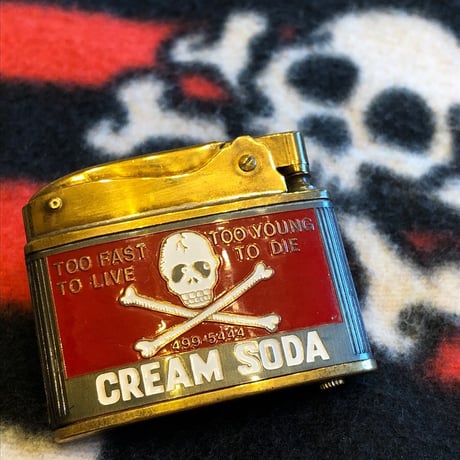 TOO FAST
TO LIVE
TOO YOUNG
TO DIE
499-5444
CREAM SODA